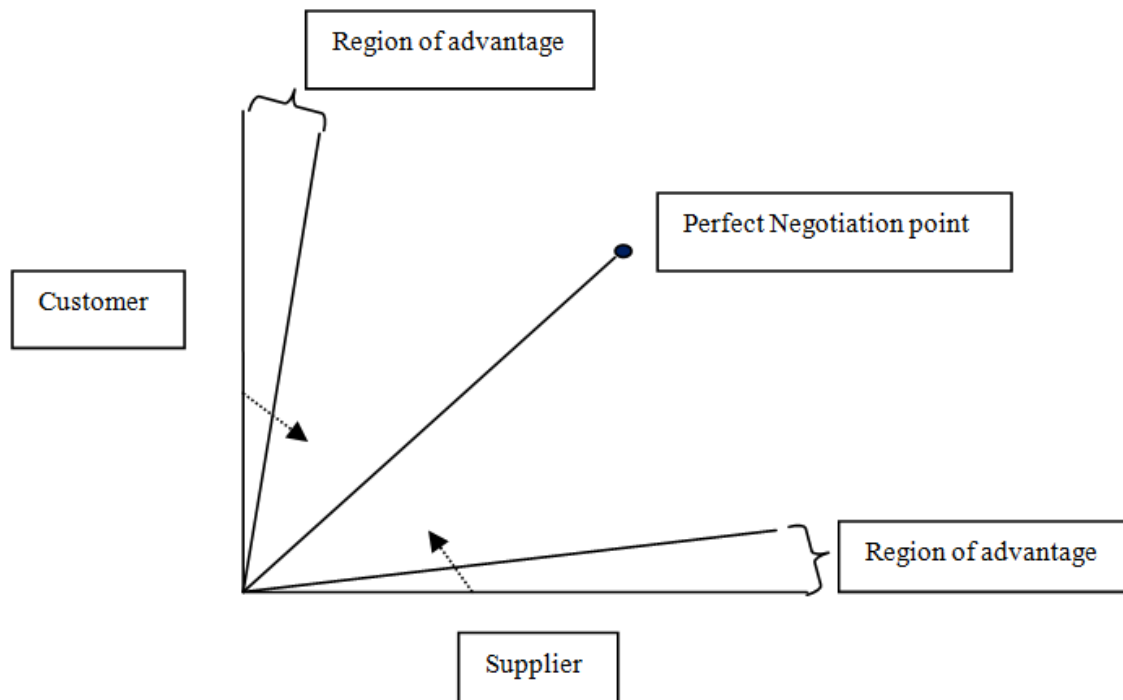 Region of advantage
Perfect Negotiation point
Customer
Region of advantage
Supplier